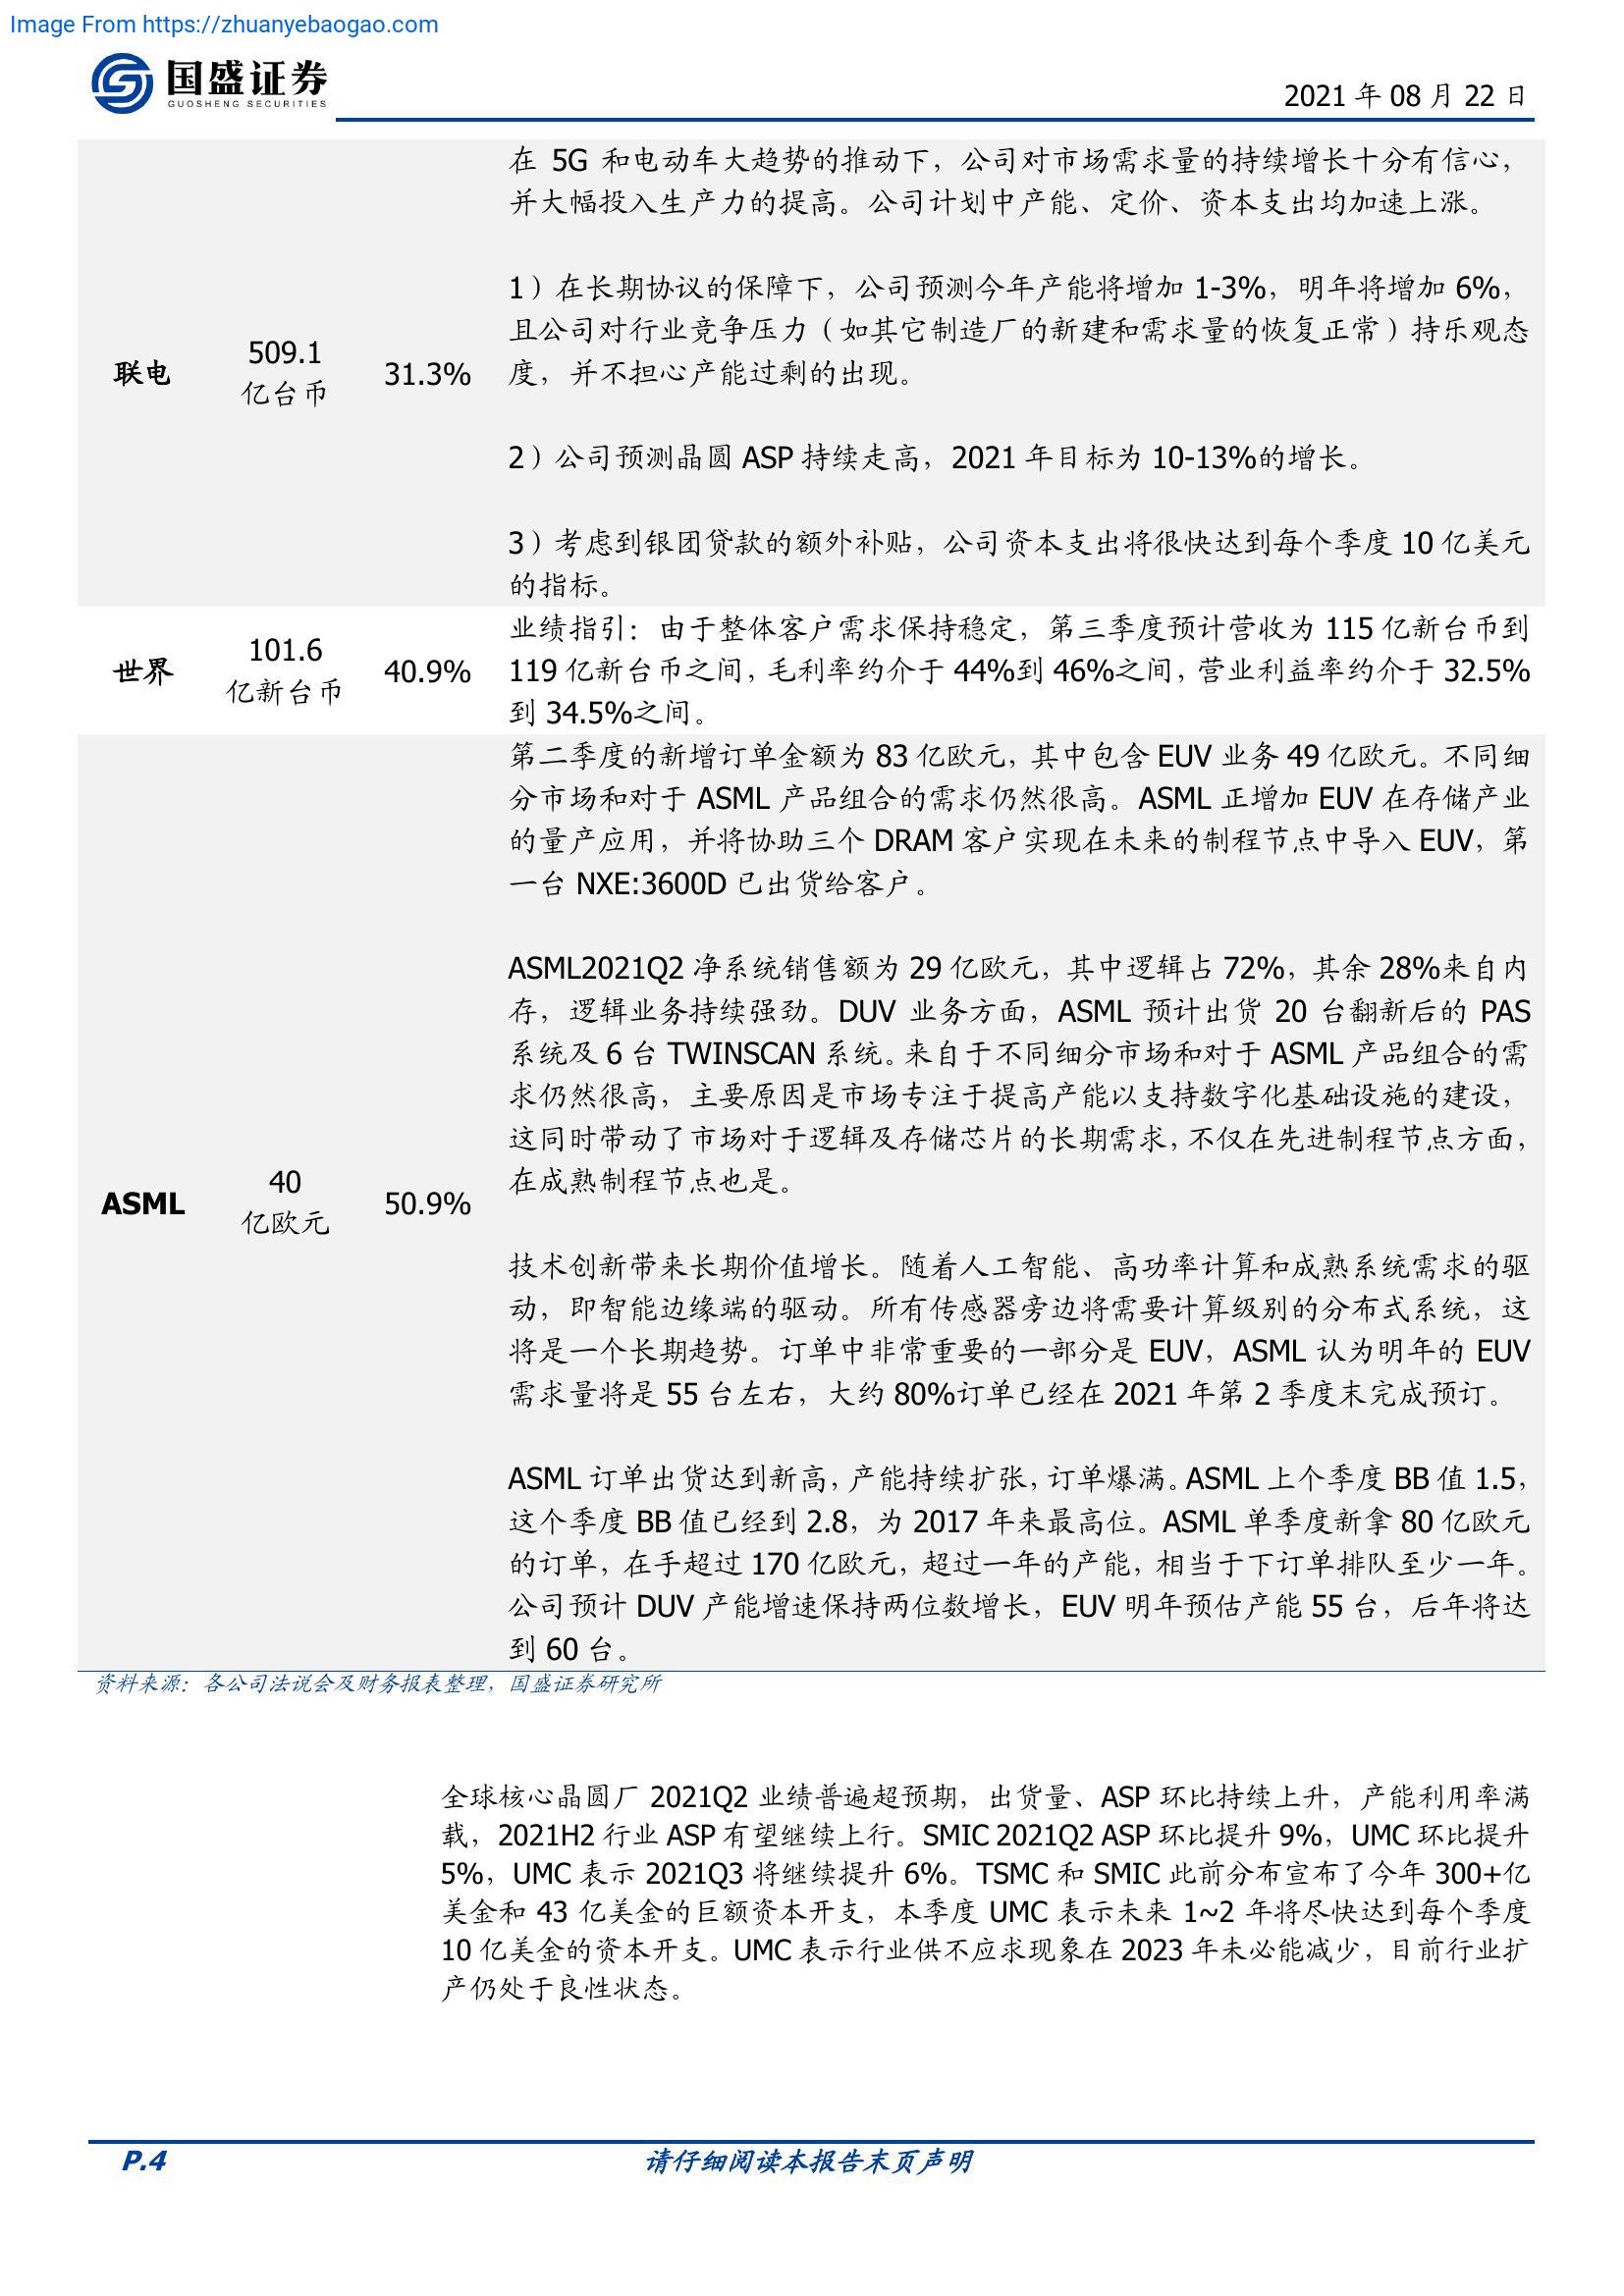 Image From https://zhuanyebaogao.com
国盛证券
GUOSHENG SECURITIES
2021 年 08 月 22 日
联电
509.1
亿台币
31.3%
在 5G 和电动车大趋势的推动下，公司对市场需求量的持续增长十分有信心，
并大幅投入生产力的提高。公司计划中产能、定价、资本支出均加速上涨。
1）在长期协议的保障下，公司预测今年产能将增加 1-3%，明年将增加 6%，
且公司对行业竞争压力（如其它制造厂的新建和需求量的恢复正常）持乐观态
度，并不担心产能过剩的出现。
2）公司预测晶圆 ASP 持续走高，2021 年目标为 10-13%的增长。
3）考虑到银团贷款的额外补贴，公司资本支出将很快达到每个季度 10 亿美元
的指标。
世界
101.6
亿新台币
40.9%
业绩指引：由于整体客户需求保持稳定，第三季度预计营收为 115 亿新台币到
119 亿新台币之间，毛利率约介于 44%到 46%之间，营业利益率约介于 32.5%
到 34.5%之间。
ASML
40
亿欧元
50.9%
第二季度的新增订单金额为 83 亿欧元，其中包含 EUV 业务 49 亿欧元。不同细
分市场和对于 ASML 产品组合的需求仍然很高。ASML 正增加 EUV 在存储产业
的量产应用，并将协助三个 DRAM 客户实现在未来的制程节点中导入 EUV，第
一台 NXE:3600D 已出货给客户。
ASML2021Q2 净系统销售额为 29 亿欧元，其中逻辑占 72%，其余 28%来自内
存，逻辑业务持续强劲。DUV 业务方面，ASML 预计出货 20 台翻新后的 PAS
系统及 6 台 TWINSCAN 系统。来自于不同细分市场和对于 ASML 产品组合的需
求仍然很高，主要原因是市场专注于提高产能以支持数字化基础设施的建设，
这同时带动了市场对于逻辑及存储芯片的长期需求，不仅在先进制程节点方面，
在成熟制程节点也是。
技术创新带来长期价值增长。随着人工智能、高功率计算和成熟系统需求的驱
动，即智能边缘端的驱动。所有传感器旁边将需要计算级别的分布式系统，这
将是一个长期趋势。订单中非常重要的一部分是 EUV，ASML 认为明年的 EUV
需求量将是 55 台左右，大约 80%订单已经在 2021 年第 2 季度末完成预订。
ASML 订单出货达到新高，产能持续扩张，订单爆满。ASML 上个季度 BB 值 1.5，
这个季度 BB 值已经到 2.8，为 2017 年来最高位。ASML 单季度新拿 80 亿欧元
的订单，在手超过 170 亿欧元，超过一年的产能，相当于下订单排队至少一年。
公司预计 DUV 产能增速保持两位数增长，EUV 明年预估产能 55 台，后年将达
到 60 台。
资料来源：各公司法说会及财务报表整理，国盛证券研究所
全球核心晶圆厂 2021Q2 业绩普遍超预期，出货量、ASP 环比持续上升，产能利用率满
载，2021H2 行业 ASP 有望继续上行。SMIC 2021Q2 ASP 环比提升 9%，UMC 环比提升
5%，UMC 表示 2021Q3 将继续提升 6%。TSMC 和 SMIC 此前分布宣布了今年 300+亿
美金和 43 亿美金的巨额资本开支，本季度 UMC 表示未来 1~2 年将尽快达到每个季度
10 亿美金的资本开支。UMC 表示行业供不应求现象在 2023 年未必能减少，目前行业扩
产仍处于良性状态。
P.4
请仔细阅读本报告末页声明